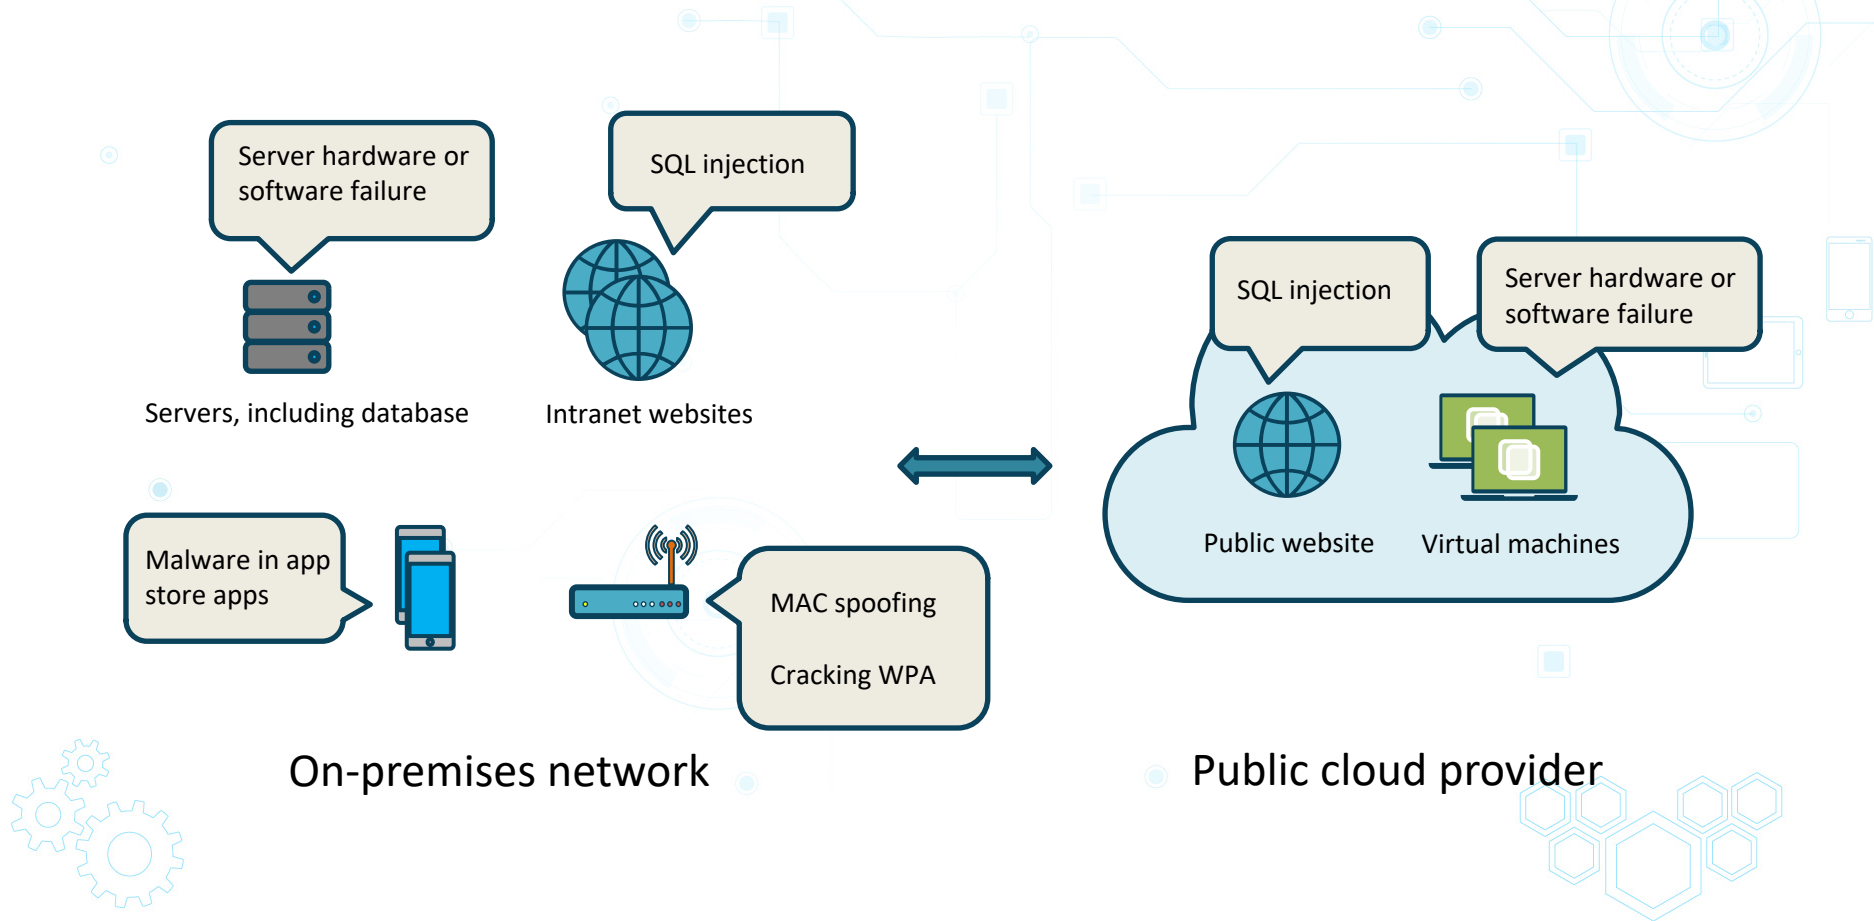 Server hardware or
software failure
SQL injection
Servers, including database
Intranet websites
Malware in app
store apps
MAC spoofing
Cracking WPA
On-premises network
SQL injection
Server hardware or
software failure
Public website
Virtual machines
Public cloud provider